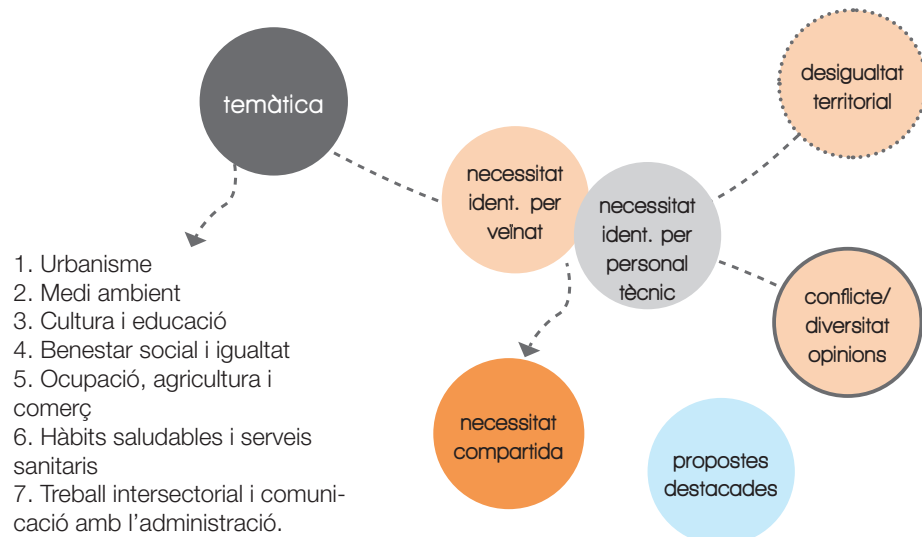 temàtica
desigualtat
territorial
necessitat
ident. per
veïnat
necessitat
ident. per
personal
tècnic
1. Urbanisme
2. Medi ambient
3. Cultura i educació
4. Benestar social i igualtat
5. Ocupació, agricultura i
comerç
6. Hàbits saludables i serveis
sanitaris
7. Treball intersectorial i comuni-
cació amb l'administració.
conflicte/
diversitat
opinions
necessitat
compartida
propostes
destacades